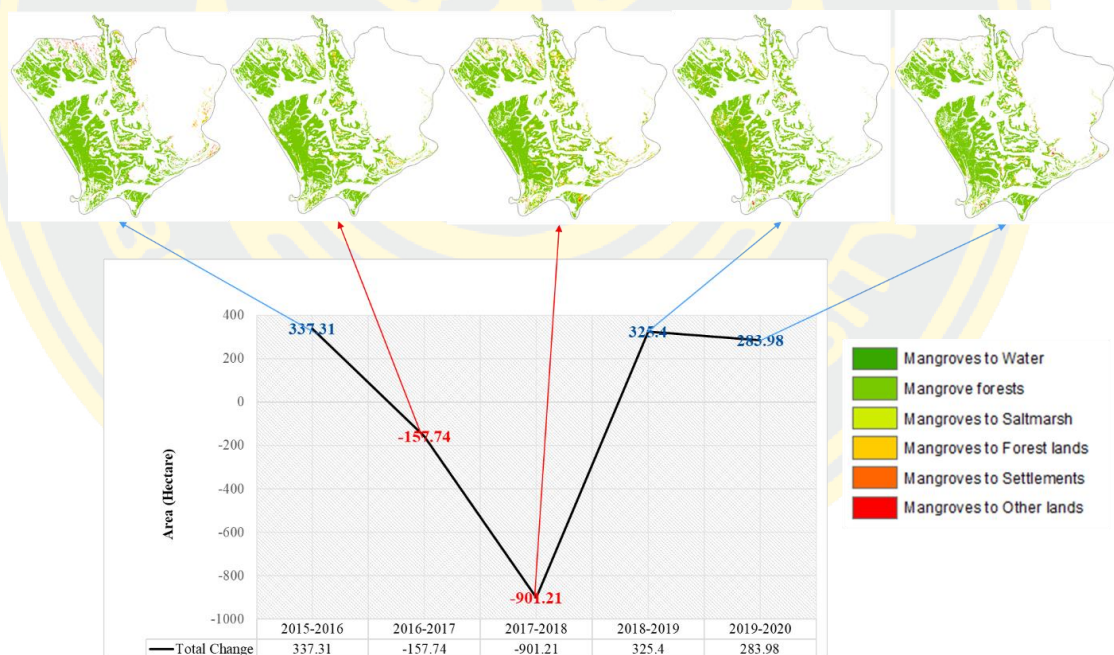 400
200
0
-200
-400
-600
-800
-1000
Area (Hectare)
337.31
-157.74
-901.21
325.4
283.98
2015-2016 2016-2017 2017-2018 2018-2019 2019-2020
Total Change 337.31 -157.74 -901.21 325.4 283.98
Mangroves to Water
Mangrove forests
Mangroves to Saltmarsh
Mangroves to Forest lands
Mangroves to Settlements
Mangroves to Other lands